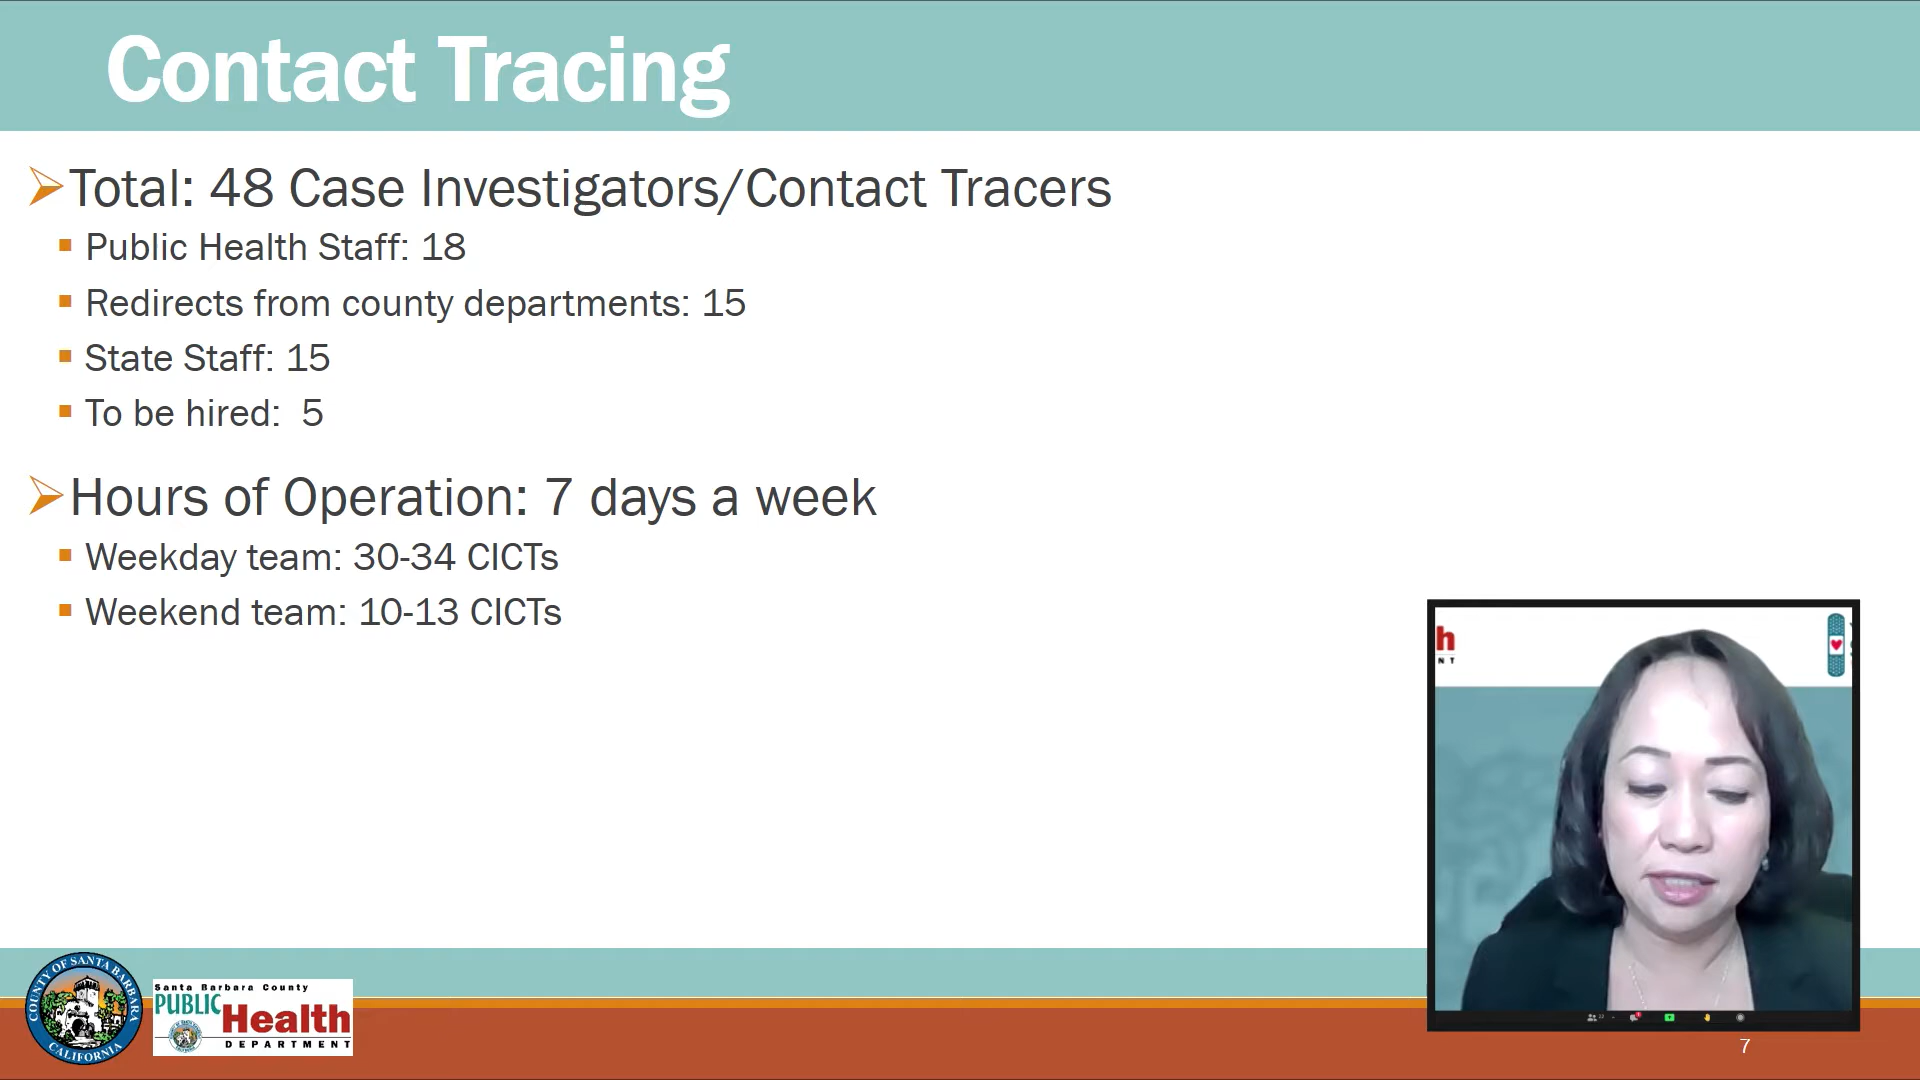 Contact Tracing
Total: 48 Case Investigators/Contact Tracers
Public Health Staff: 18
Redirects from county departments: 15
State Staff: 15
To be hired:  5
Hours of Operation: 7 days a week
Weekday team: 30-34 CICTs
Weekend team: 10-13 CICTs
h
NT
COUNTY OF SANTA BARBARA
CALIFORNIA
Santa Barbara County
PUBLIC
Health
DEPARTMENT
7